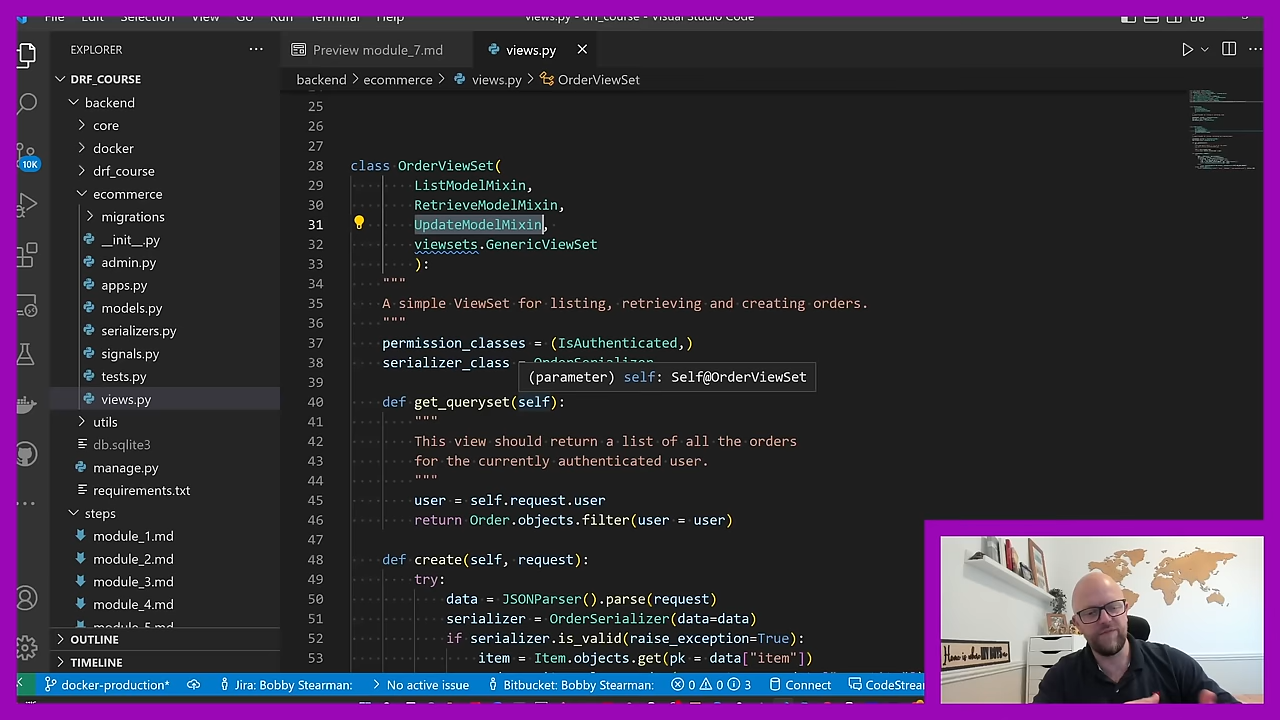 File Edit Selection View Go Run Terminal Help
views.py - drf_course - Visual Studio Code
EXPLORER
Preview module_7.md
views.py
DRF_COURSE
backend > ecommerce > views.py > OrderViewSet
backend
core
docker
drf_course
ecommerce
migrations
__init__.py
admin.py
apps.py
models.py
serializers.py
signals.py
tests.py
views.py
utils
db.sqlite3
manage.py
requirements.txt
steps
module_1.md
module_2.md
module_3.md
module_4.md
module_5.md
OUTLINE
TIMELINE
10K
25
26
27
28 class OrderViewSet(
29 ListModelMixin,
30 RetrieveModelMixin,
31 UpdateModelMixin,
32 viewsets.GenericViewSet
33 ):
34 """
35 A simple ViewSet for listing, retrieving and creating orders.
36 """
37 permission_classes = (IsAuthenticated,)
38 serializer_class = OrderSerializer
(parameter) self: Self@OrderViewSet
39
40 def get_queryset(self):
41 """
42 This view should return a list of all the orders
43 for the currently authenticated user.
44 """
45 user = self.request.user
46 return Order.objects.filter(user = user)
47
48 def create(self, request):
49 try:
50 data = JSONParser().parse(request)
51 serializer = OrderSerializer(data=data)
52 if serializer.is_valid(raise_exception=True):
53 item = Item.objects.get(pk = data["item"])
docker-production*
Jira: Bobby Stearman:
No active issue
Bitbucket: Bobby Stearman:
0 0 3
Connect
CodeStrea